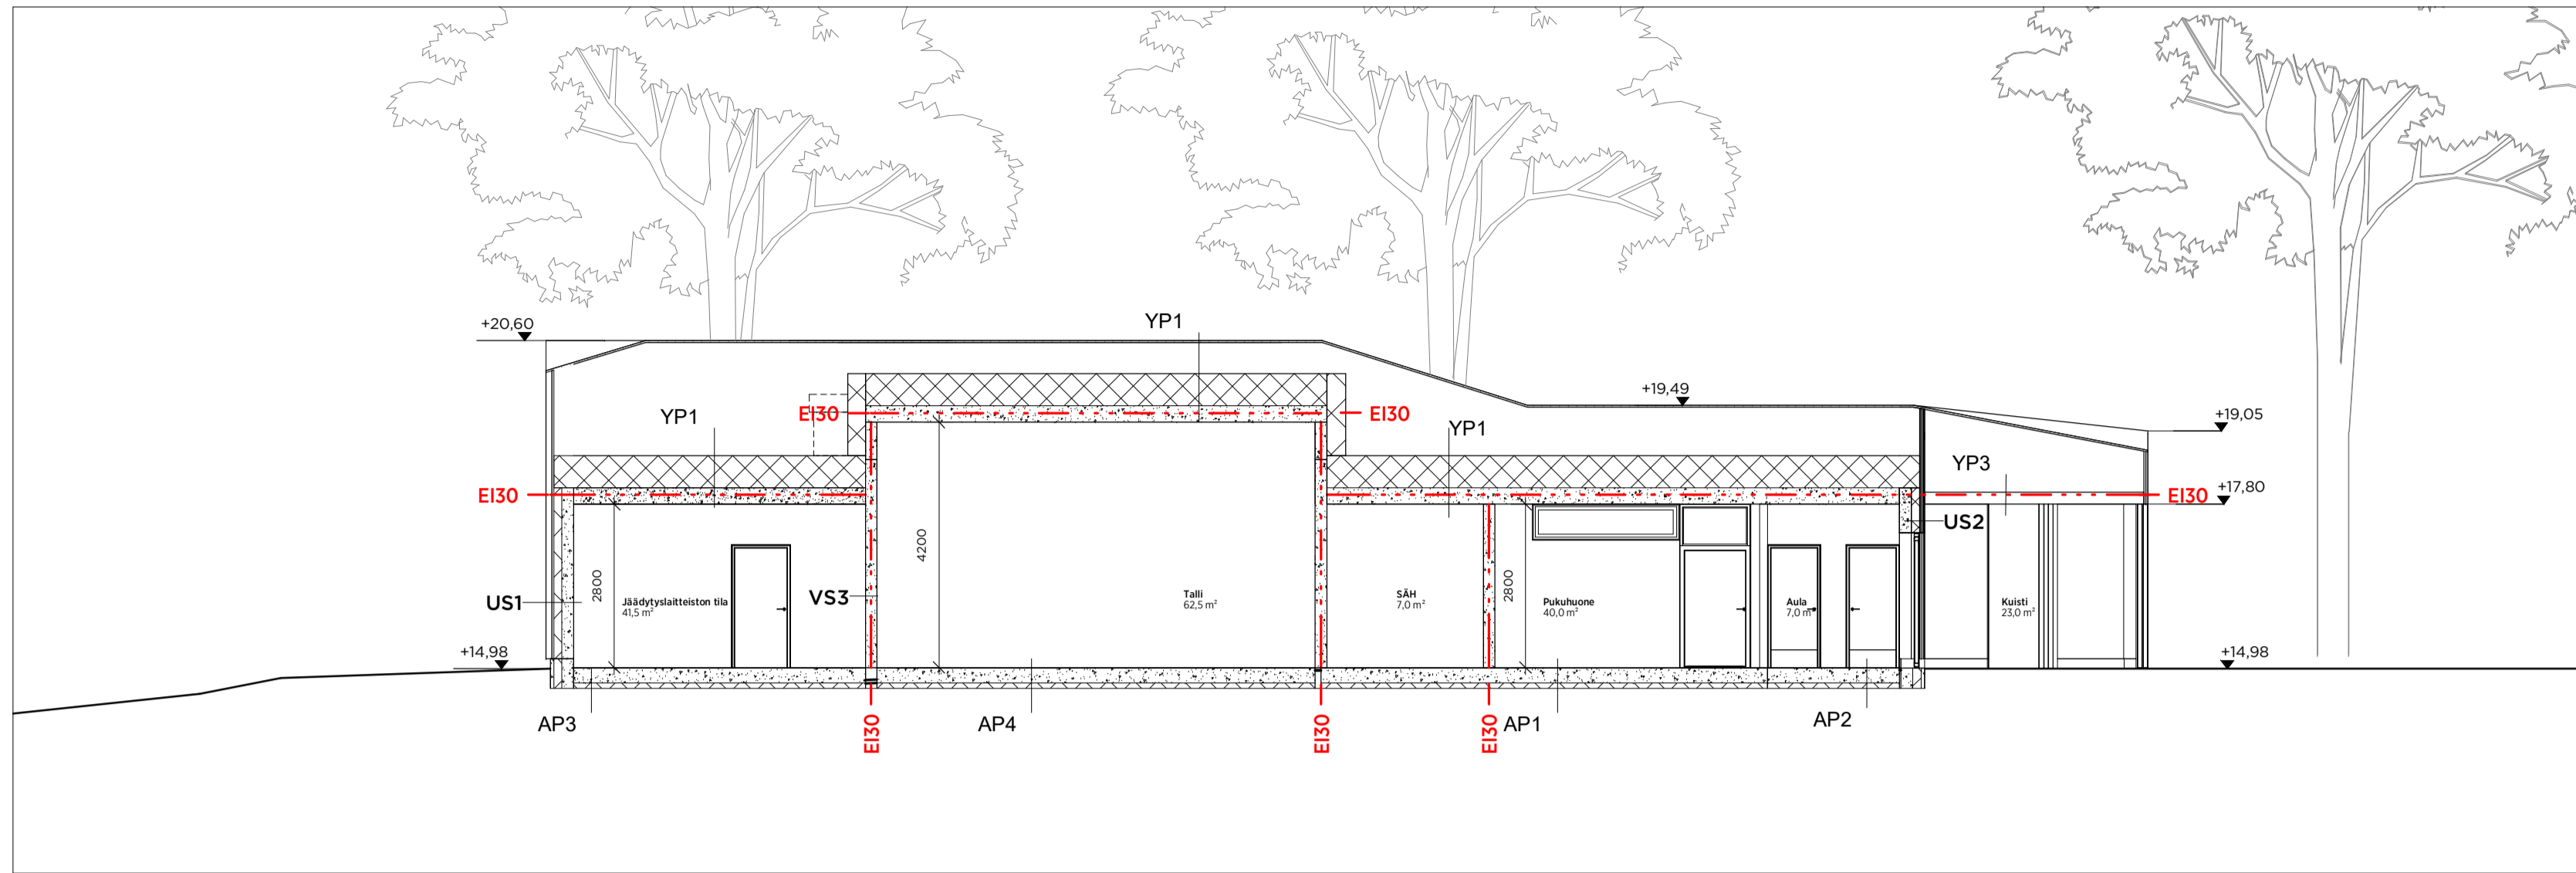 YP1
+20,60
+19,49
EI30
EI30
YP1
YP1
+19,05
YP3
EI30
EI30
+17,80
US2
4200
2800
2800
US1
VS3
Jäädytyslaitteiston tila
41,5 m²
Talli
62,5 m²
SÄH
7,0 m²
Pukuhuone
40,0 m²
Aula
7,0 m²
Kuisti
23,0 m²
+14,98
+14,98
AP3
AP4
EI30
EI30
EI30
AP1
AP2